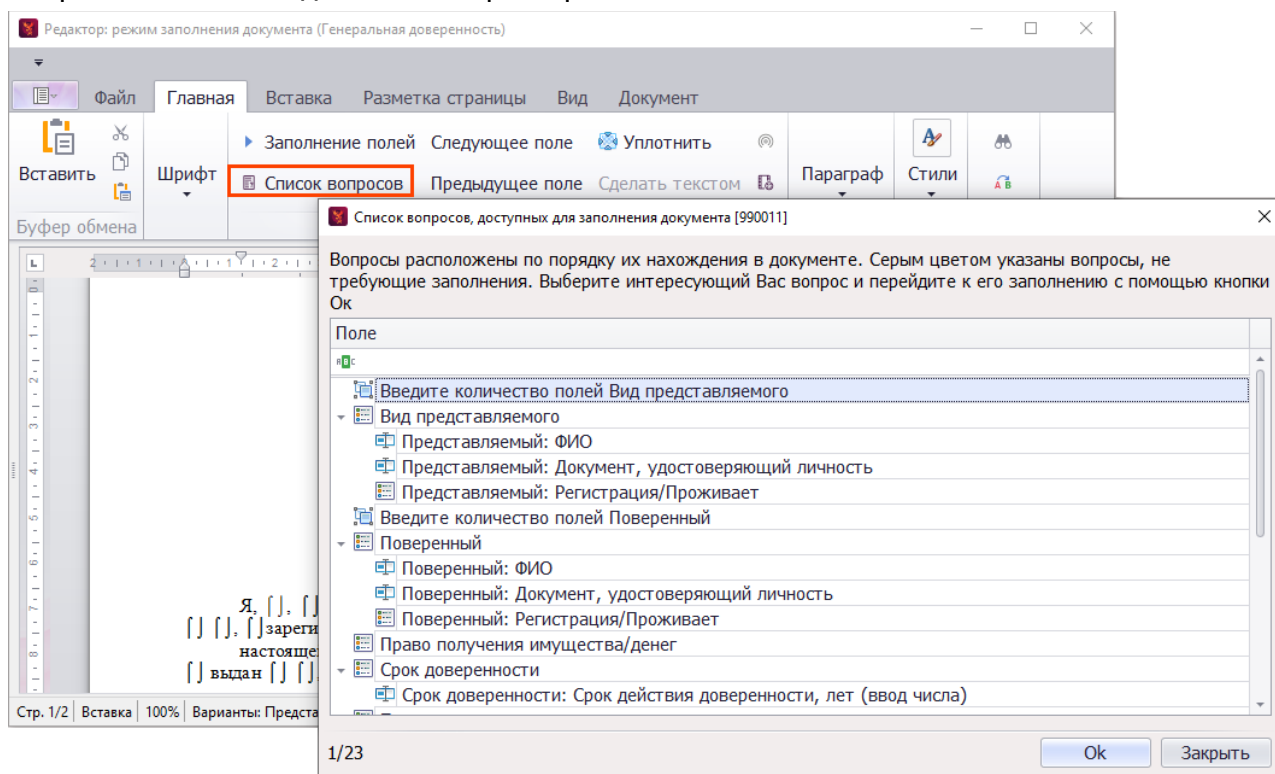 Редактор: режим заполнения документа (Генеральная доверенность)
Файл Главная Вставка Разметка страницы Вид Документ
Заполнение полей Следующее поле Уплотнить
Вставить Шрифт Список вопросов Предыдущее поле Сделать текстом Параграф Стили
Буфер обмена
Список вопросов, доступных для заполнения документа [990011]
Вопросы расположены по порядку их нахождения в документе. Серым цветом указаны вопросы, не
требующие заполнения. Выберите интересующий Вас вопрос и перейдите к его заполнению с помощью кнопки
Ок
Поле
Введите количество полей Вид представляемого
Вид представляемого
Представляемый: ФИО
Представляемый: Документ, удостоверяющий личность
Представляемый: Регистрация/Проживает
Введите количество полей Поверенный
Поверенный
Поверенный: ФИО
Поверенный: Документ, удостоверяющий личность
Поверенный: Регистрация/Проживает
Право получения имущества/денег
Срок доверенности
Срок доверенности: Срок действия доверенности, лет (ввод числа)
1/23 Ok Закрыть
Я, ⌠⌡, ⌠⌡
⌠⌡ ⌠⌡, ⌠⌡зареги
настояще
⌠⌡ выдан ⌠⌡ ⌠⌡
Стр. 1/2 Вставка 100% Варианты: Предста